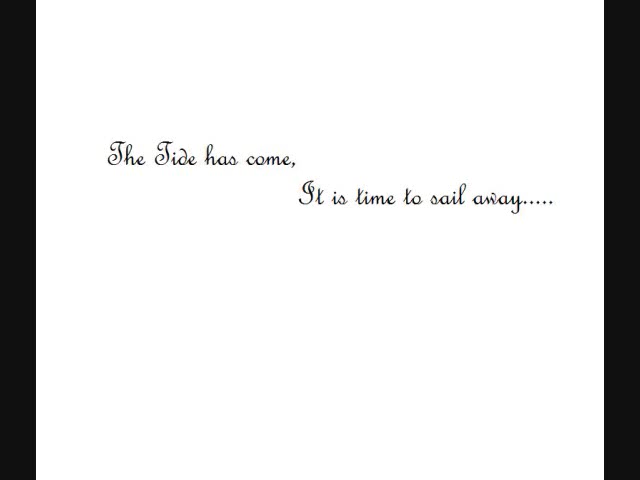 The Tide has come,
It is time to sail away.....